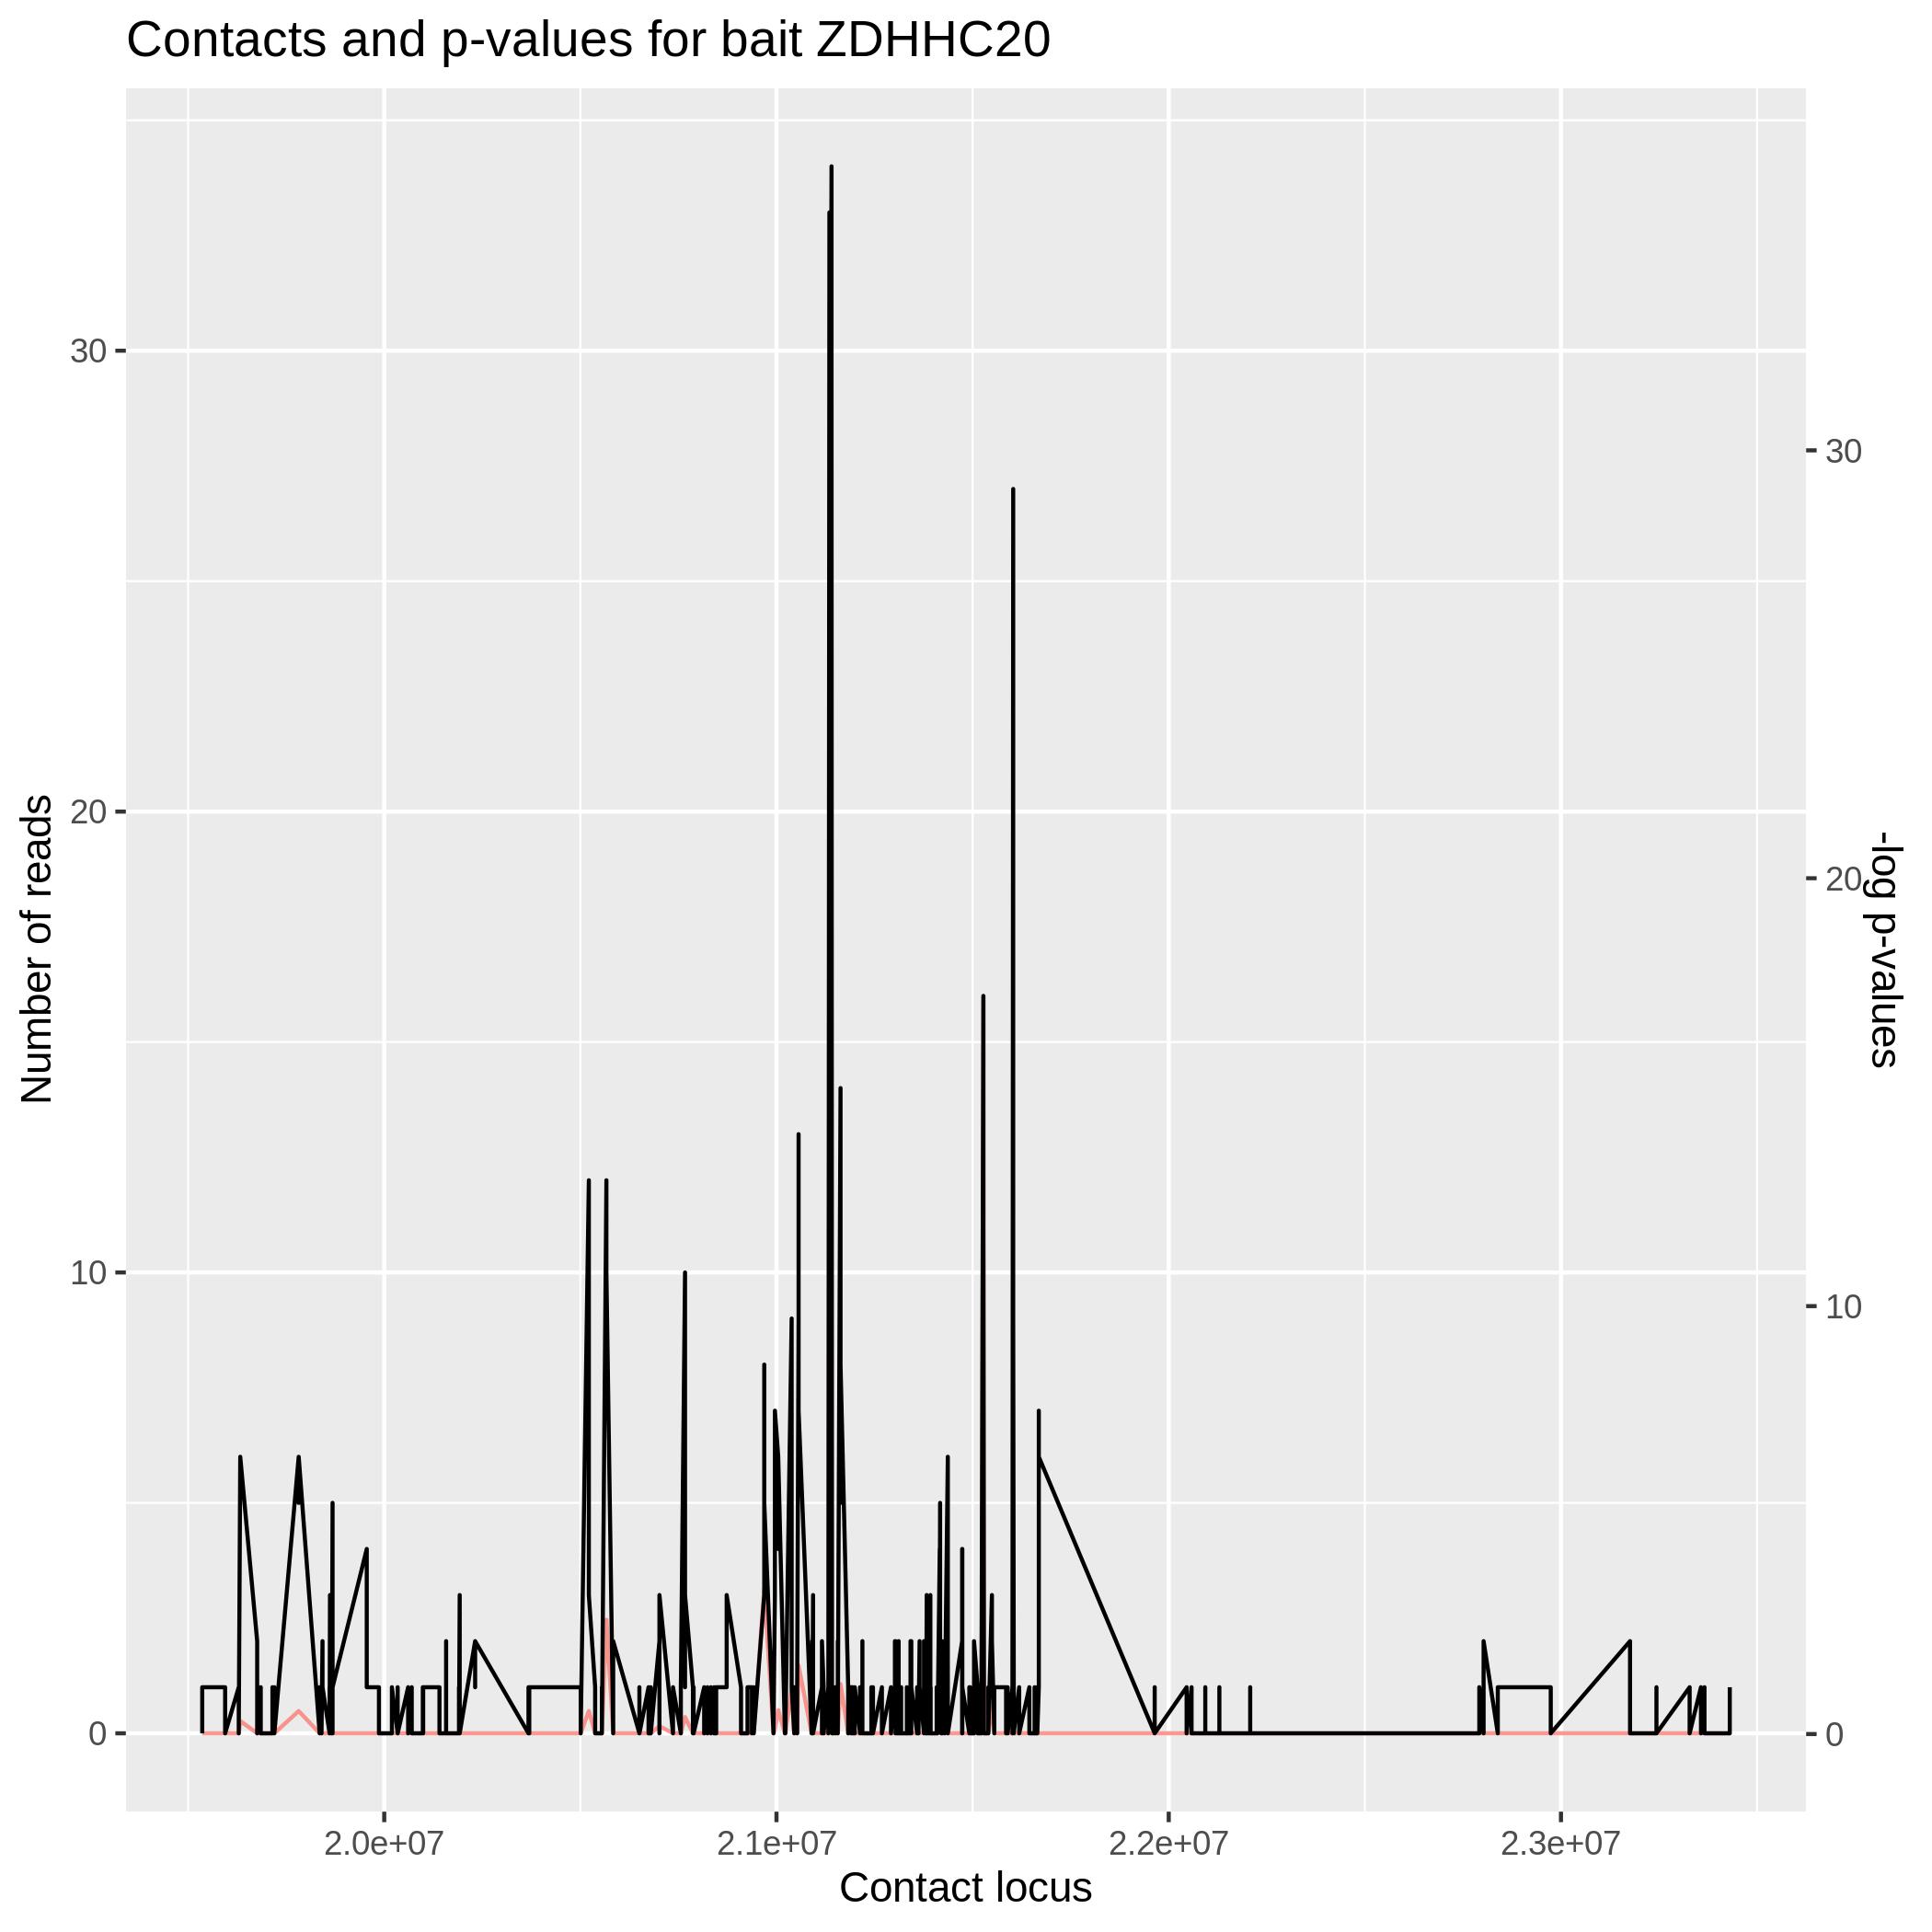 Contacts and p-values for bait ZDHHC20
Number of reads
30
20
10
0
30
20
10
0
-log p-values
2.0e+07 2.1e+07 2.2e+07 2.3e+07
Contact locus